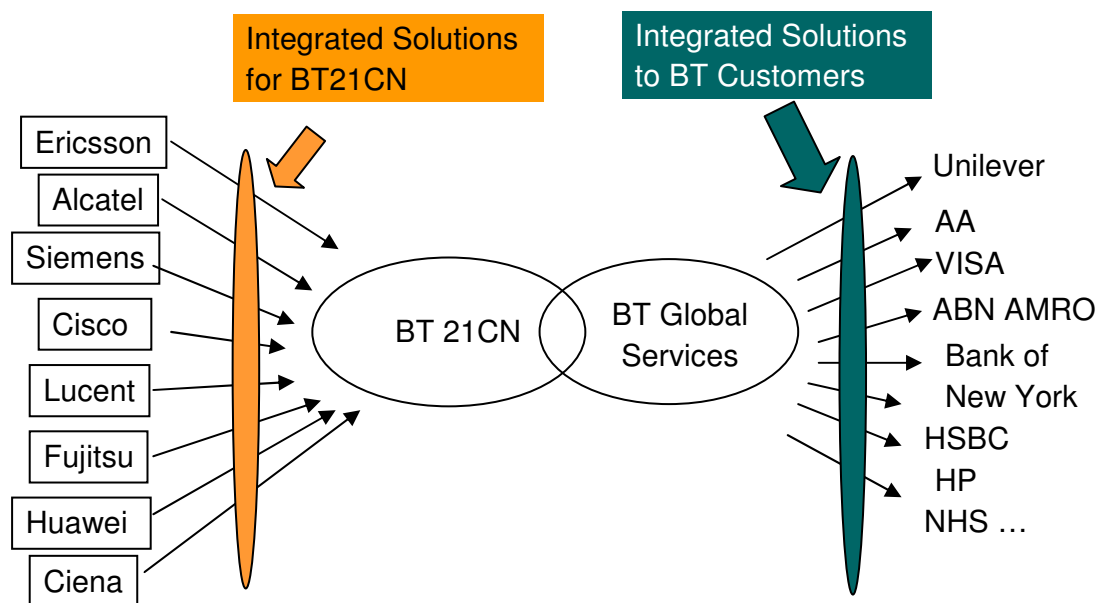 Integrated Solutions
for BT21CN
Integrated Solutions
to BT Customers
Ericsson
Alcatel
Siemens
Cisco
Lucent
Fujitsu
Huawei
Ciena
BT 21CN
BT Global
Services
Unilever
AA
VISA
ABN AMRO
Bank of
New York
HSBC
HP
NHS ...